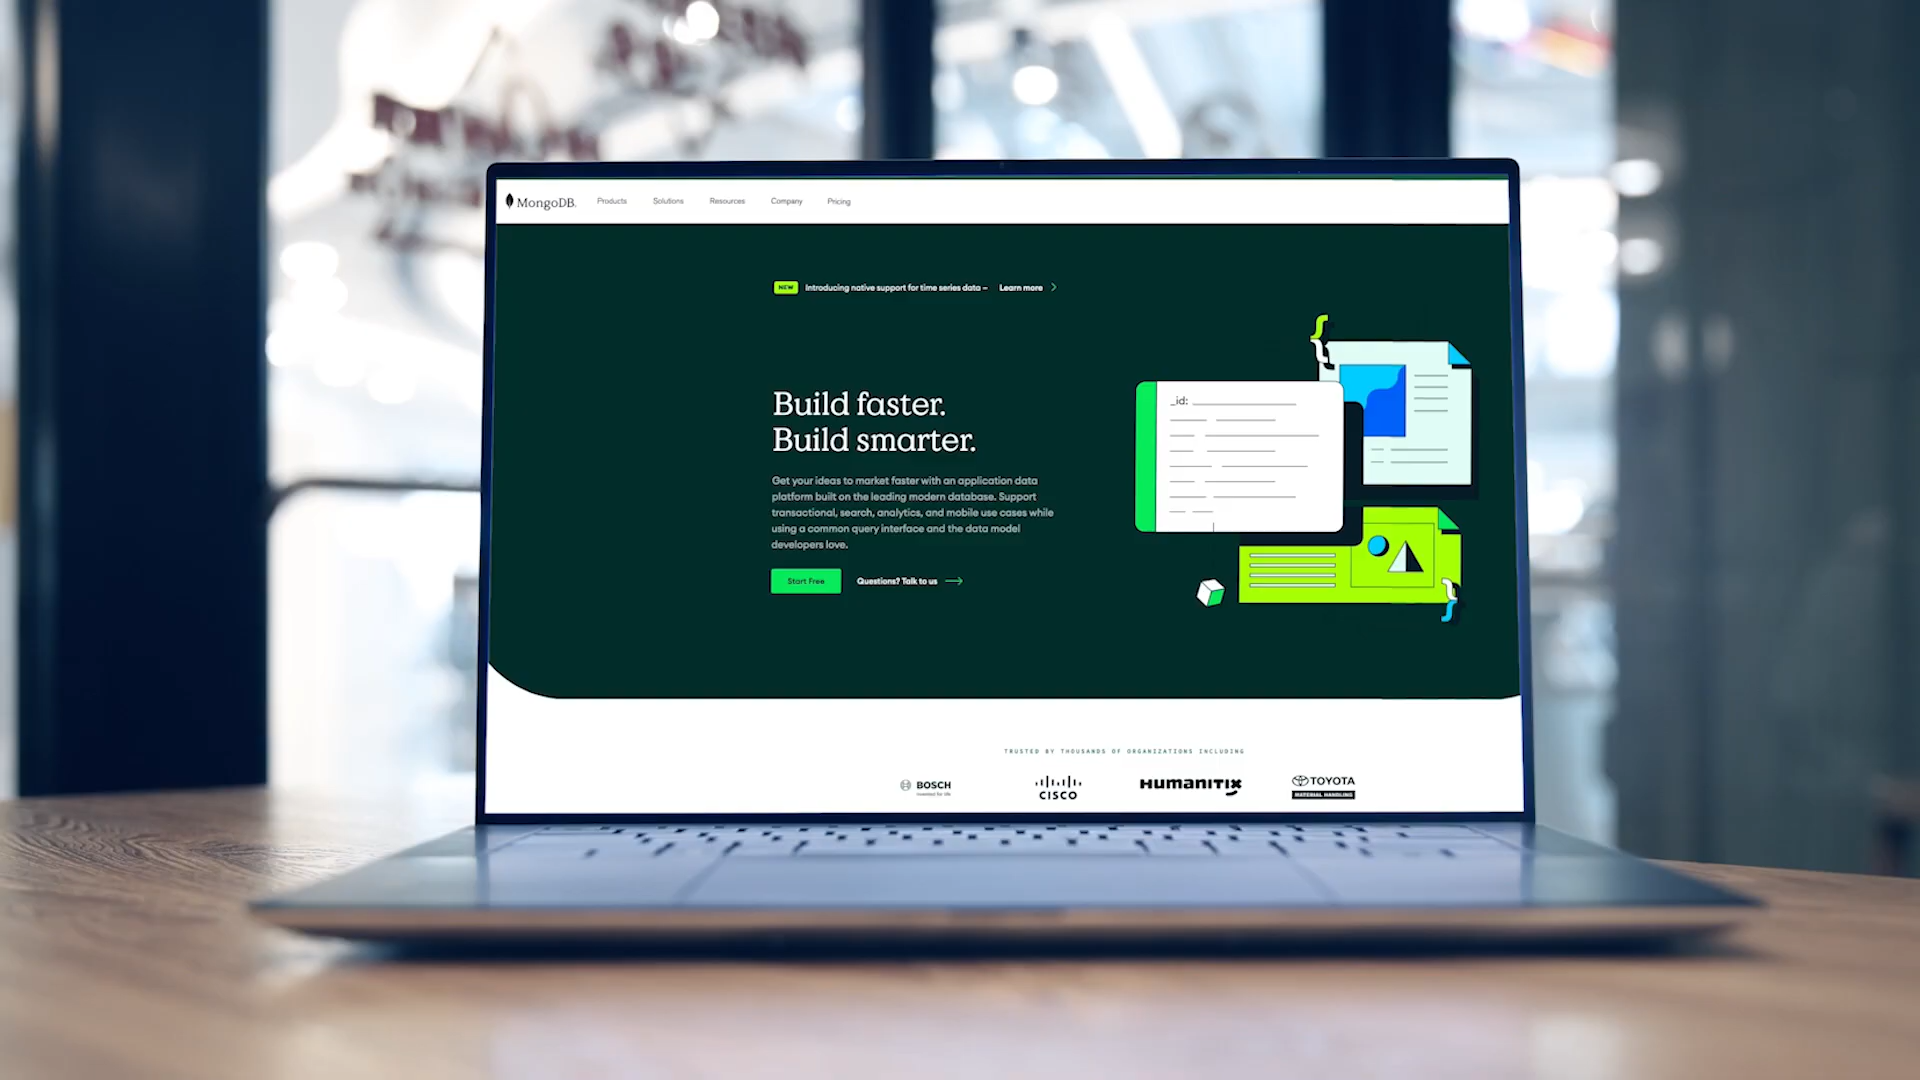 MongoDB.
Products
Solutions
Resources
Company
Pricing
NEW Introducing native support for time series data – Learn more
Build faster.
Build smarter.
Get your ideas to market faster with an application data
platform built on the leading modern database. Support
transactional, search, analytics, and mobile use cases while
using a common query interface and the data model
developers love.
Start Free
Questions? Talk to us
_id:
TRUSTED BY THOUSANDS OF ORGANIZATIONS INCLUDING
BOSCH
Invented for life
CISCO
HUMANITIX
TOYOTA
MATERIAL HANDLING